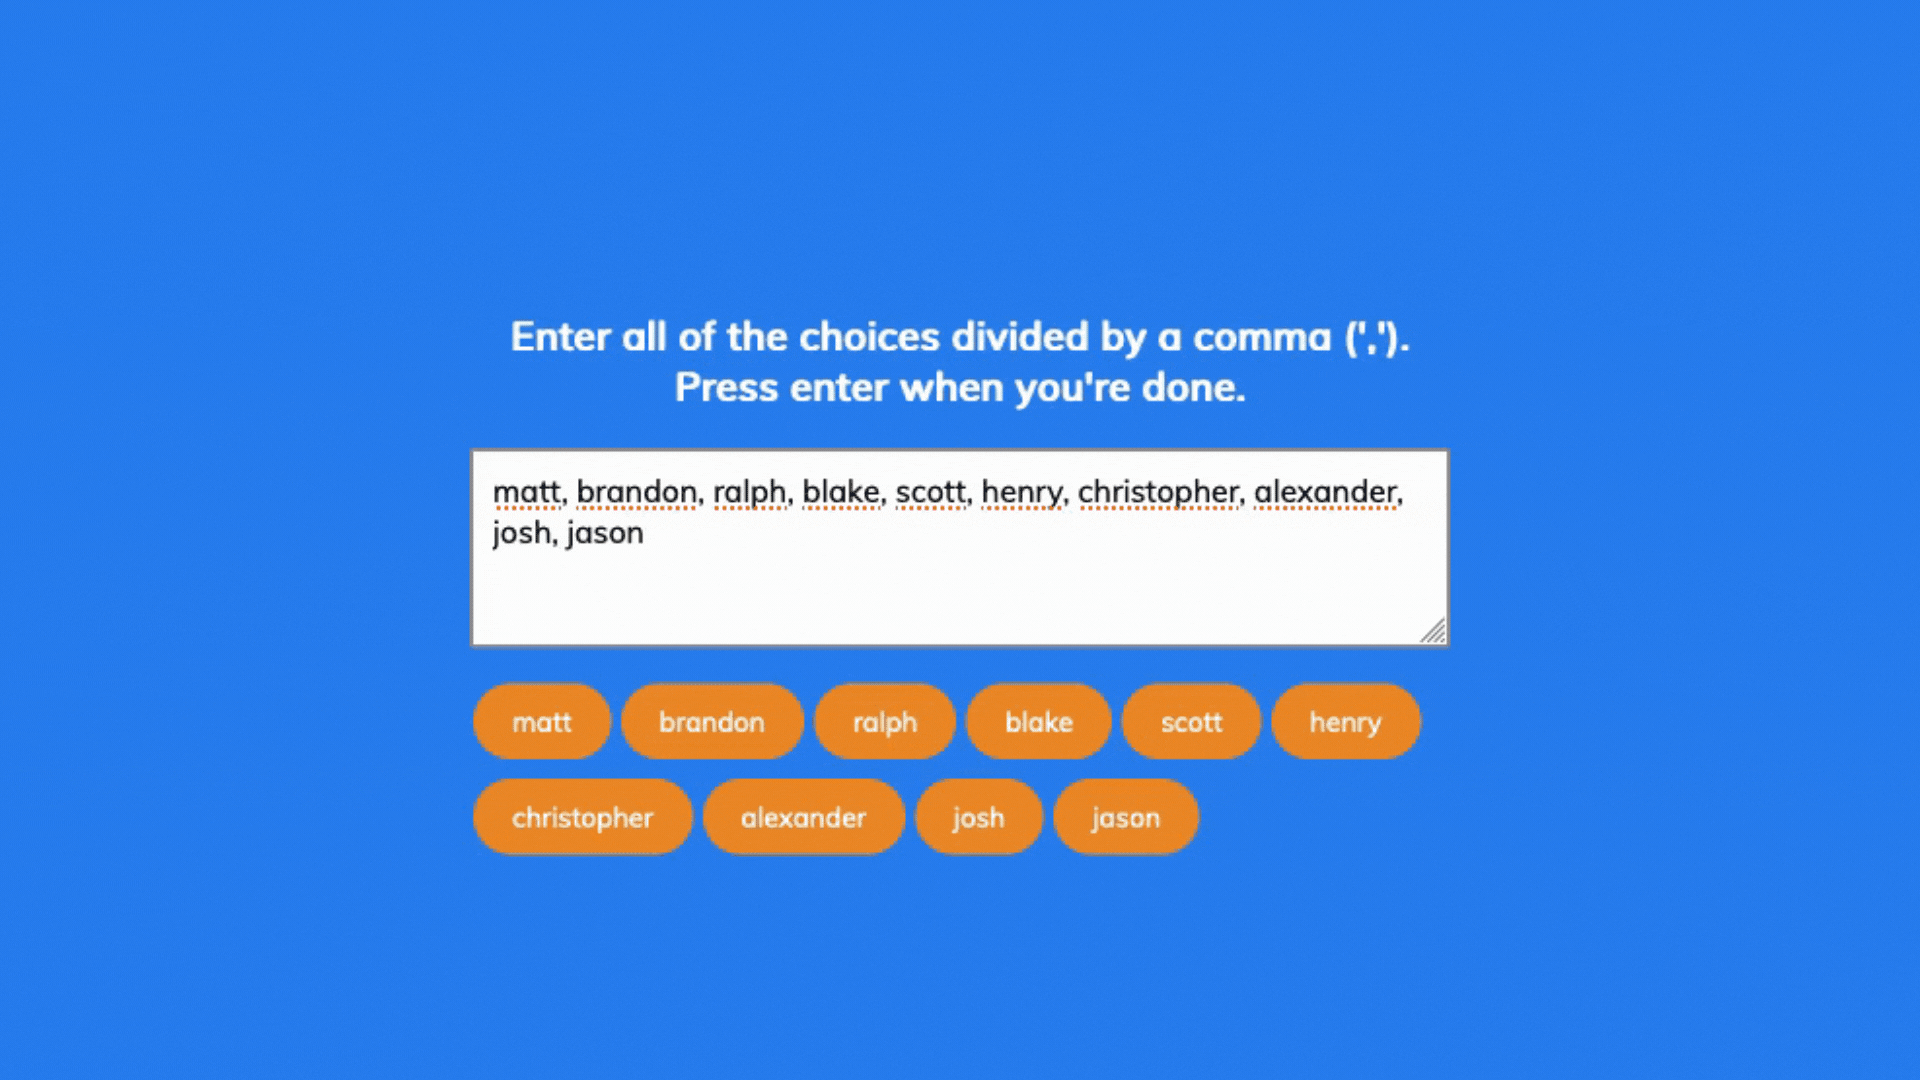 Enter all of the choices divided by a comma (',').
Press enter when you're done.
matt, brandon, ralph, blake, scott, henry, christopher, alexander,
josh, jason
matt brandon ralph blake scott henry
christopher alexander josh jason